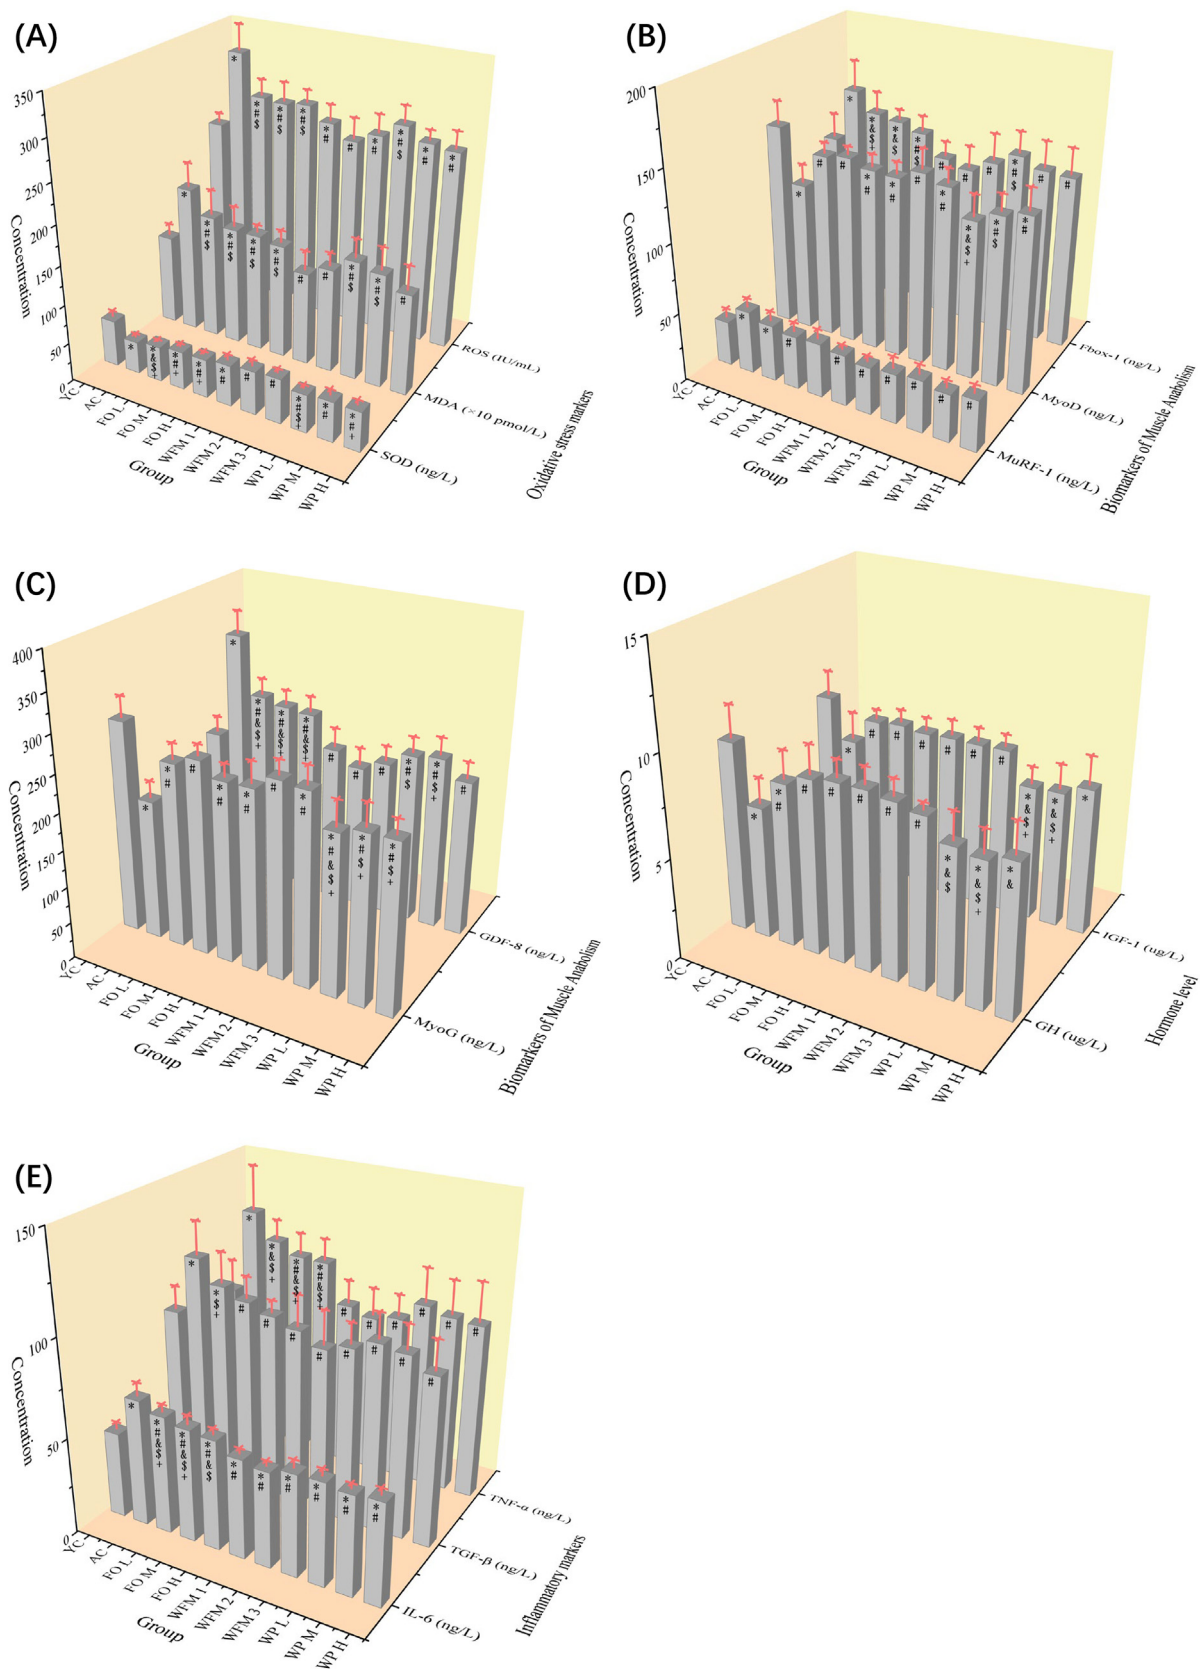 (A)
350
300
250
200
150
100
50
0
Concentration
YC
AC
FO L
FO M
FO H
WFM 1
WFM 2
WFM 3
WP L
WP M
WP H
Group
ROS (IU/mL)
MDA (×10 pmol/L)
SOD (ng/L)
Oxidative stress markers
(B)
200
150
100
50
0
Concentration
YC
AC
FO L
FO M
FO H
WFM 1
WFM 2
WFM 3
WP L
WP M
WP H
Group
Fbox-1 (ng/L)
MyoD (ng/L)
MuRF-1 (ng/L)
Biomarkers of Muscle Anabolism
(C)
400
350
300
250
200
150
100
50
0
Concentration
YC
AC
FO L
FO M
FO H
WFM 1
WFM 2
WFM 3
WP L
WP M
WP H
Group
GDF-8 (ng/L)
MyoG (ng/L)
Biomarkers of Muscle Anabolism
(D)
15
10
5
0
Concentration
YC
AC
FO L
FO M
FO H
WFM 1
WFM 2
WFM 3
WP L
WP M
WP H
Group
IGF-1 (ug/L)
GH (ug/L)
Hormone level
(E)
150
100
50
0
Concentration
YC
AC
FO L
FO M
FO H
WFM 1
WFM 2
WFM 3
WP L
WP M
WP H
Group
TNF-α (ng/L)
TGF-β (ng/L)
IL-6 (ng/L)
Inflammatory markers